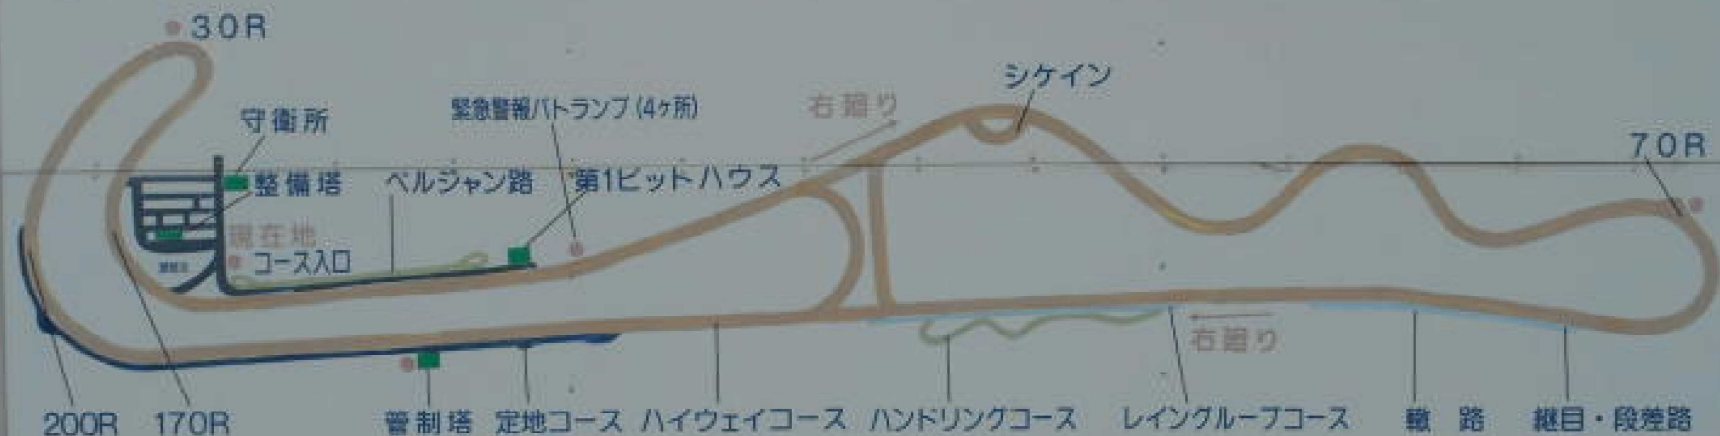 30R
シケイン
緊急警報パトランプ (4ヶ所)
右廻り
守衛所
70R
整備塔
ベルジャン路
第1ピットハウス
現在地
コース入口
右廻り
200R
170R
管制塔
定地コース
ハイウェイコース
ハンドリングコース
レイングルーブコース
轍 路
継目・段差路